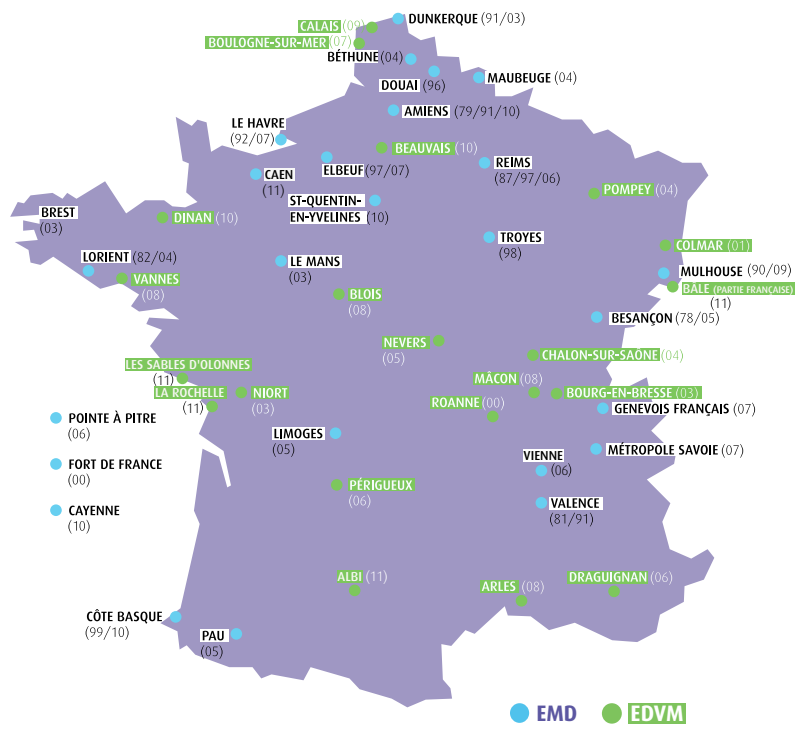 DUNKERQUE (91/03)
CALAIS (09)
BOULOGNE-SUR-MER (07)
BÉTHUNE (04)
DOUAI (96)
MAUBEUGE (04)
AMIENS (79/91/10)
LE HAVRE
(92/07)
BEAUVAIS (10)
ELBEUF (97/07)
REIMS
(87/97/06)
CAEN
(11)
ST-QUENTIN-
EN-YVELINES (10)
POMPEY (04)
BREST
(03)
DINAN (10)
TROYES
(98)
COLMAR (01)
LORIENT (82/04)
VANNES
(08)
LE MANS
(03)
MULHOUSE (90/09)
BÂLE (PARTIE FRANÇAISE)
(11)
BLOIS
(08)
BESANÇON (78/05)
NEVERS
(05)
CHALON-SUR-SAÔNE (04)
LES SABLES D'OLONNES
(11)
MÂCON (08)
LA ROCHELLE
(11)
NIORT
(03)
BOURG-EN-BRESSE (03)
ROANNE (00)
GENEVOIS FRANÇAIS (07)
POINTE À PITRE
(06)
LIMOGES
(05)
MÉTROPOLE SAVOIE (07)
VIENNE
(06)
FORT DE FRANCE
(00)
PÉRIGUEUX
(06)
CAYENNE
(10)
VALENCE
(81/91)
ALBI (11)
ARLES (08)
DRAGUIGNAN (06)
CÔTE BASQUE
(99/10)
PAU
(05)
EMD
EDVM